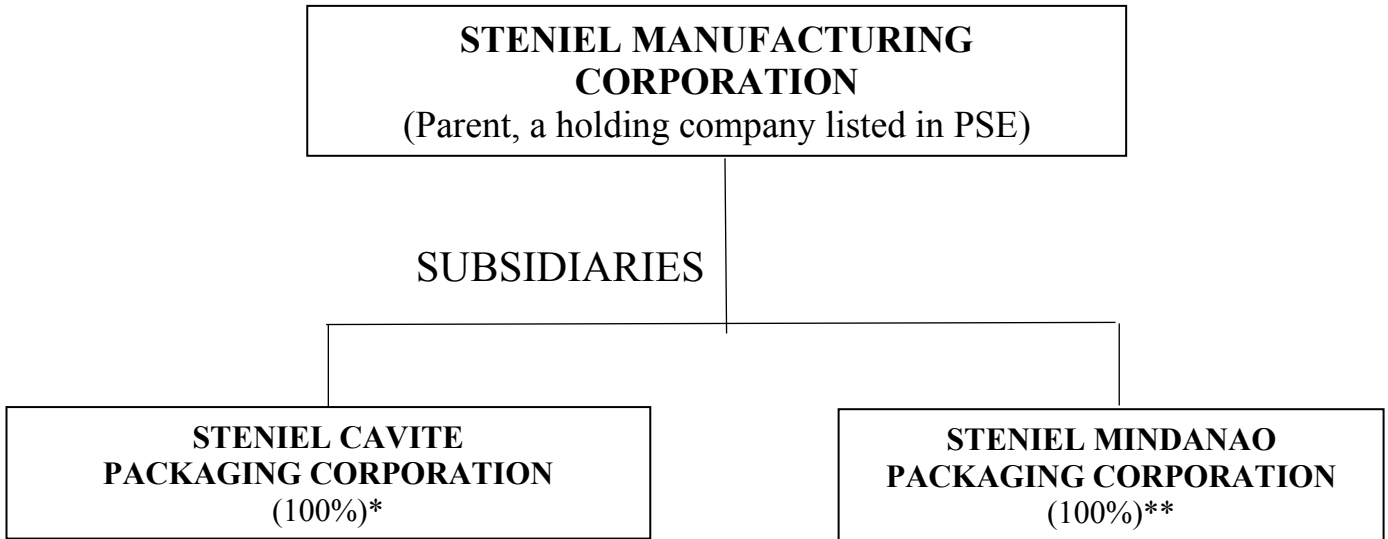 STENIEL MANUFACTURING
CORPORATION
(Parent, a holding company listed in PSE)
SUBSIDIARIES
STENIEL CAVITE
PACKAGING CORPORATION
(100%)*
STENIEL MINDANAO
PACKAGING CORPORATION
(100%)**